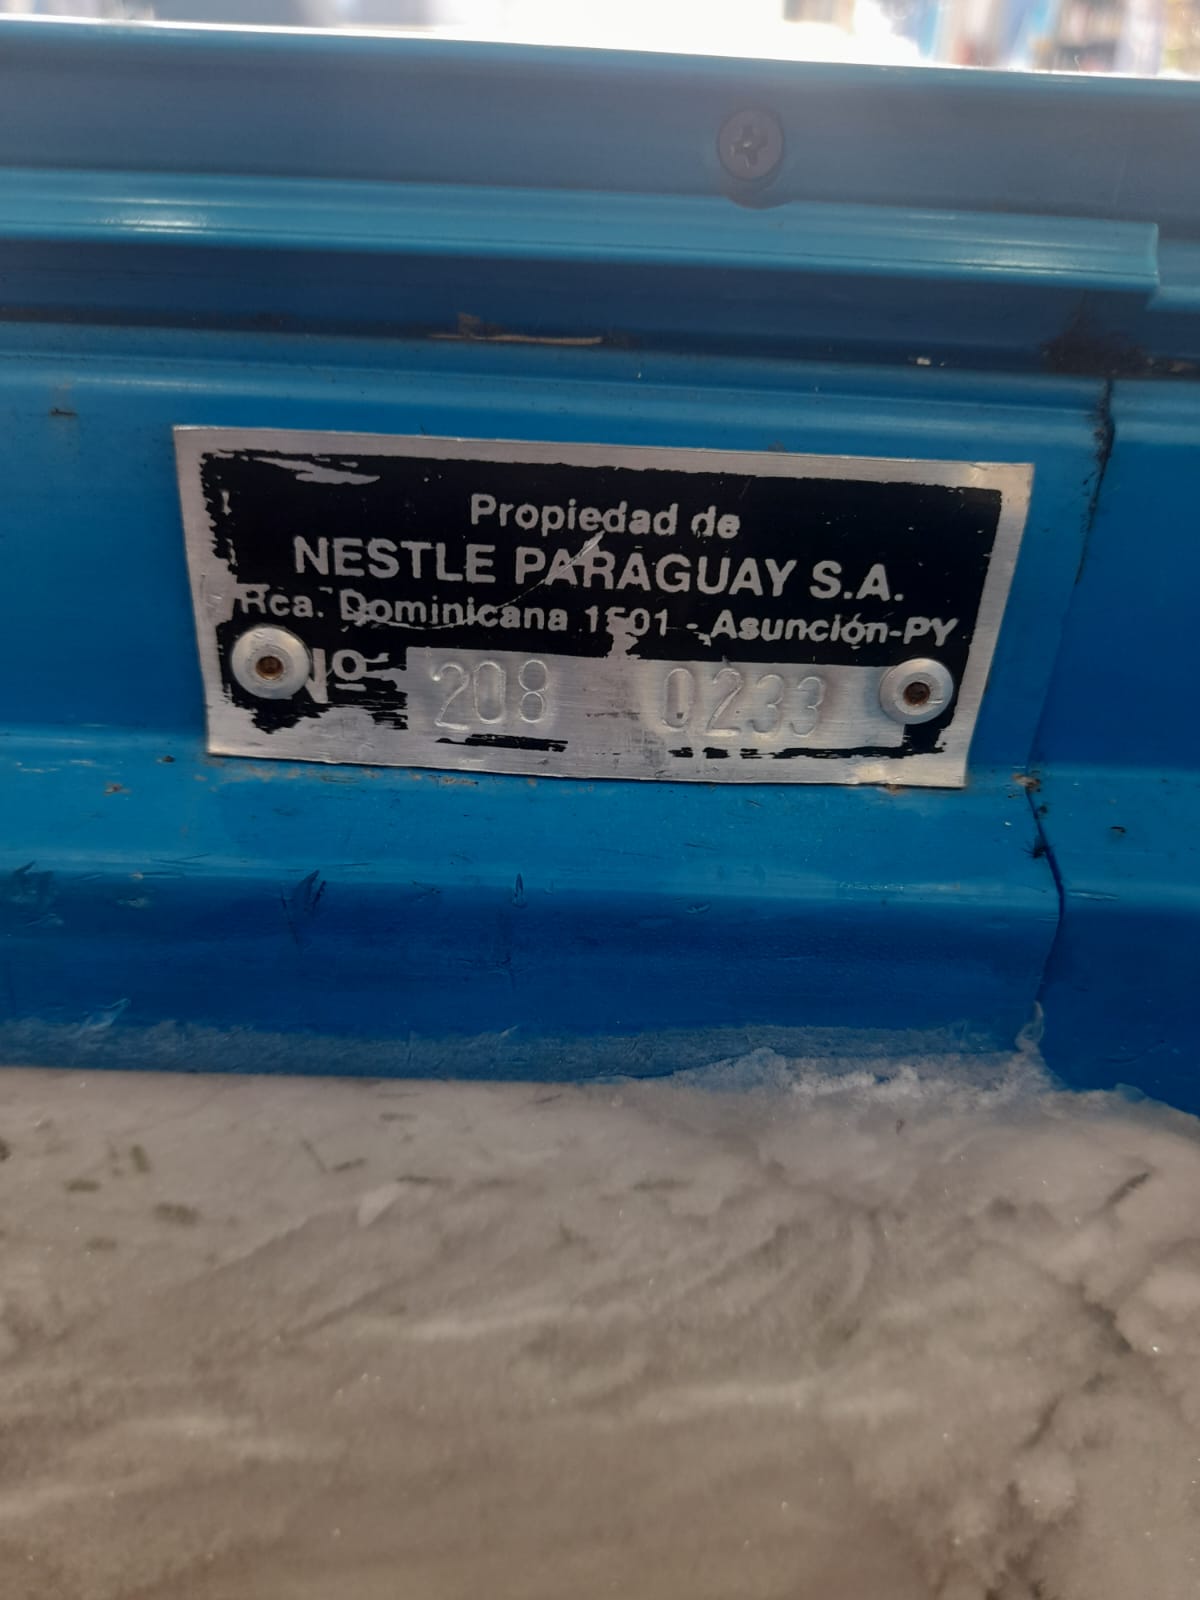 Propiedad de
NESTLE PARAGUAY S.A.
Rca. Dominicana 1501 - Asunción-PY
Nº 208 0233